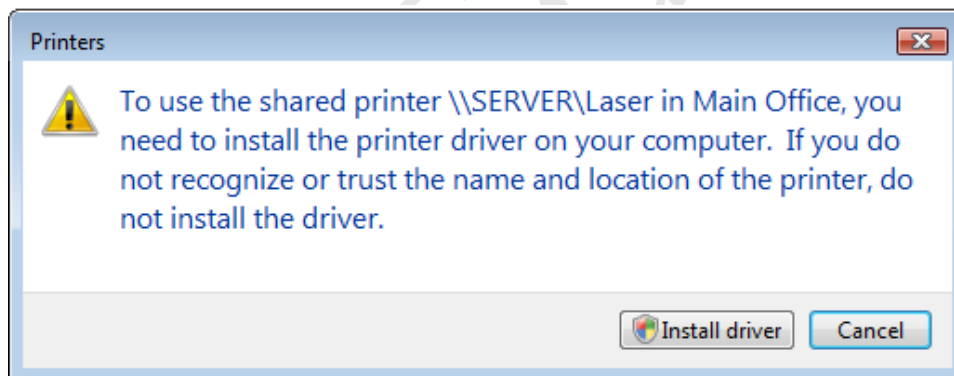 Printers
To use the shared printer \\SERVER\Laser in Main Office, you
need to install the printer driver on your computer.  If you do
not recognize or trust the name and location of the printer, do
not install the driver.
Install driver
Cancel